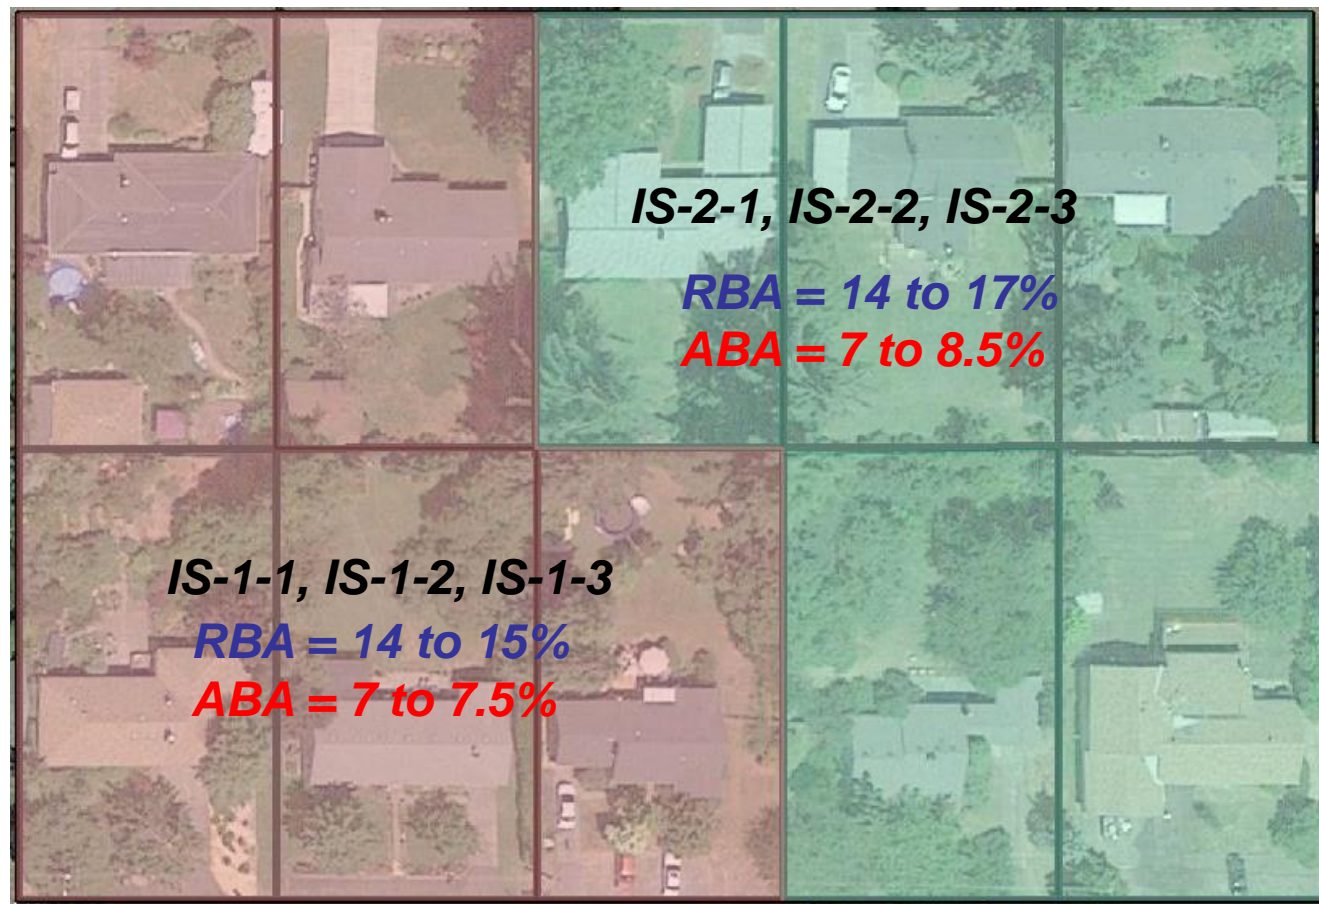 IS-2-1, IS-2-2, IS-2-3
RBA = 14 to 17%
ABA = 7 to 8.5%
IS-1-1, IS-1-2, IS-1-3
RBA = 14 to 15%
ABA = 7 to 7.5%